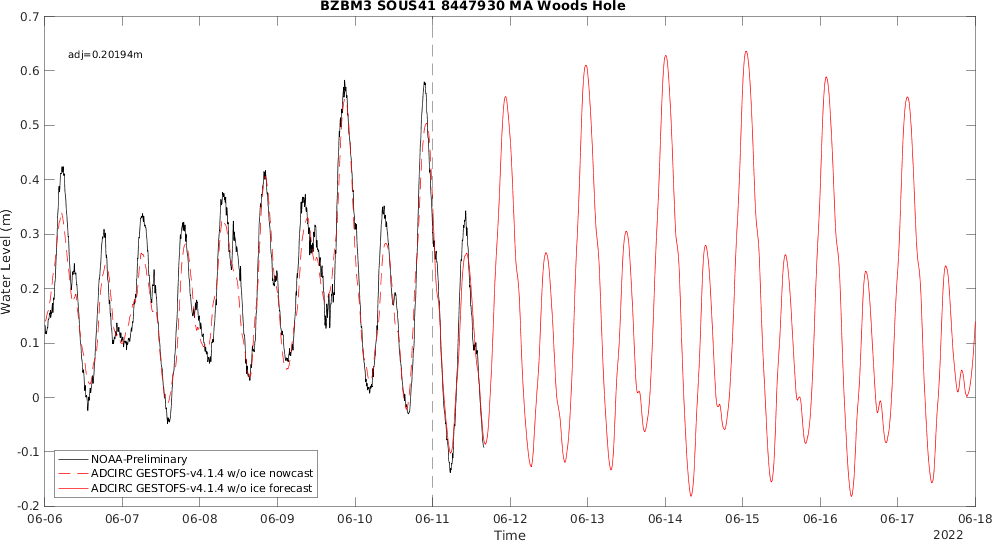 BZBM3 SOUS41 8447930 MA Woods Hole
0.7
adj=0.20194m
0.6
0.5
0.4
0.3
0.2
0.1
0
-0.1
-0.2
Water Level (m)
NOAA-Preliminary
ADCIRC GESTOFS-v4.1.4 w/o ice nowcast
ADCIRC GESTOFS-v4.1.4 w/o ice forecast
06-06 06-07 06-08 06-09 06-10 06-11 06-12 06-13 06-14 06-15 06-16 06-17 06-18
Time
2022